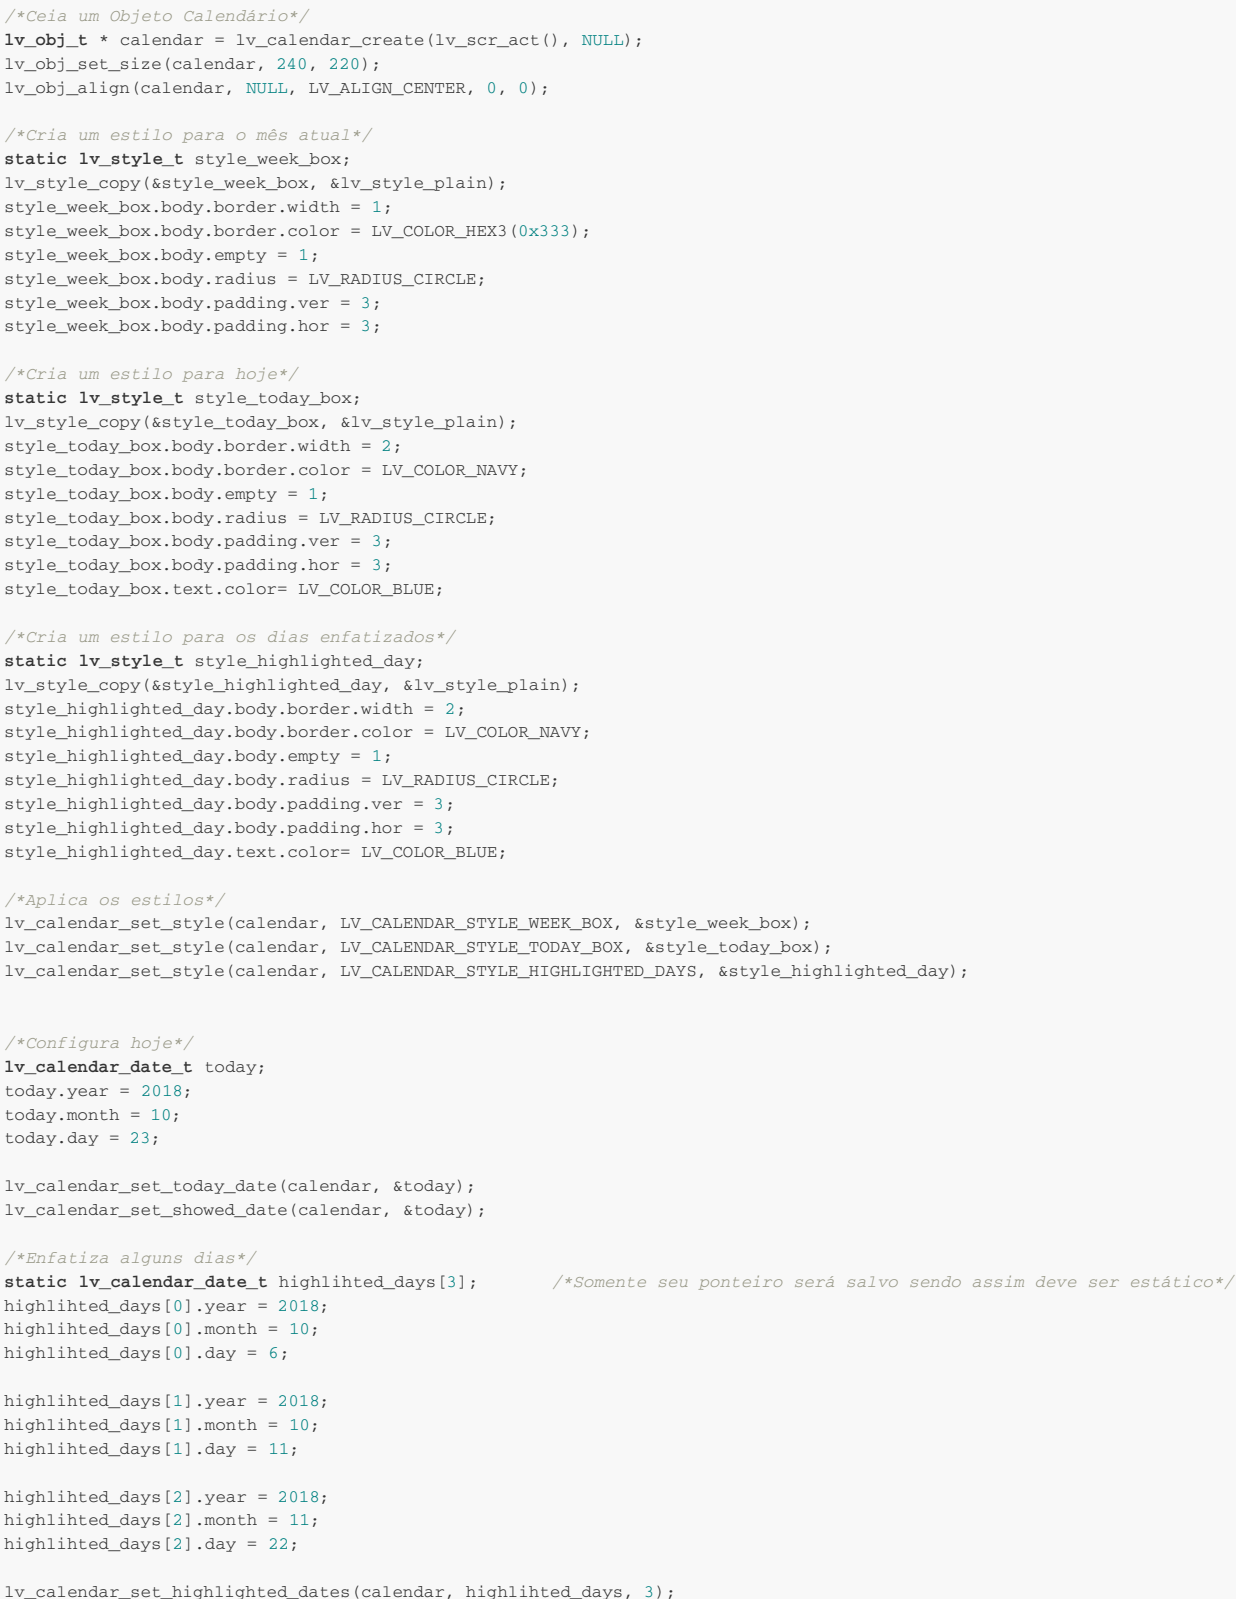 /*Ceia um Objeto Calendário*/
lv_obj_t * calendar = lv_calendar_create(lv_scr_act(), NULL);
lv_obj_set_size(calendar, 240, 220);
lv_obj_align(calendar, NULL, LV_ALIGN_CENTER, 0, 0);

/*Cria um estilo para o mês atual*/
static lv_style_t style_week_box;
lv_style_copy(&style_week_box, &lv_style_plain);
style_week_box.body.border.width = 1;
style_week_box.body.border.color = LV_COLOR_HEX3(0x333);
style_week_box.body.empty = 1;
style_week_box.body.radius = LV_RADIUS_CIRCLE;
style_week_box.body.padding.ver = 3;
style_week_box.body.padding.hor = 3;

/*Cria um estilo para hoje*/
static lv_style_t style_today_box;
lv_style_copy(&style_today_box, &lv_style_plain);
style_today_box.body.border.width = 2;
style_today_box.body.border.color = LV_COLOR_NAVY;
style_today_box.body.empty = 1;
style_today_box.body.radius = LV_RADIUS_CIRCLE;
style_today_box.body.padding.ver = 3;
style_today_box.body.padding.hor = 3;
style_today_box.text.color= LV_COLOR_BLUE;

/*Cria um estilo para os dias enfatizados*/
static lv_style_t style_highlighted_day;
lv_style_copy(&style_highlighted_day, &lv_style_plain);
style_highlighted_day.body.border.width = 2;
style_highlighted_day.body.border.color = LV_COLOR_NAVY;
style_highlighted_day.body.empty = 1;
style_highlighted_day.body.radius = LV_RADIUS_CIRCLE;
style_highlighted_day.body.padding.ver = 3;
style_highlighted_day.body.padding.hor = 3;
style_highlighted_day.text.color= LV_COLOR_BLUE;

/*Aplica os estilos*/
lv_calendar_set_style(calendar, LV_CALENDAR_STYLE_WEEK_BOX, &style_week_box);
lv_calendar_set_style(calendar, LV_CALENDAR_STYLE_TODAY_BOX, &style_today_box);
lv_calendar_set_style(calendar, LV_CALENDAR_STYLE_HIGHLIGHTED_DAYS, &style_highlighted_day);


/*Configura hoje*/
lv_calendar_date_t today;
today.year = 2018;
today.month = 10;
today.day = 23;

lv_calendar_set_today_date(calendar, &today);
lv_calendar_set_showed_date(calendar, &today);

/*Enfatiza alguns dias*/
static lv_calendar_date_t highlihted_days[3];       /*Somente seu ponteiro será salvo sendo assim deve ser estático*/
highlihted_days[0].year = 2018;
highlihted_days[0].month = 10;
highlihted_days[0].day = 6;

highlihted_days[1].year = 2018;
highlihted_days[1].month = 10;
highlihted_days[1].day = 11;

highlihted_days[2].year = 2018;
highlihted_days[2].month = 11;
highlihted_days[2].day = 22;

lv_calendar_set_highlighted_dates(calendar, highlihted_days, 3);